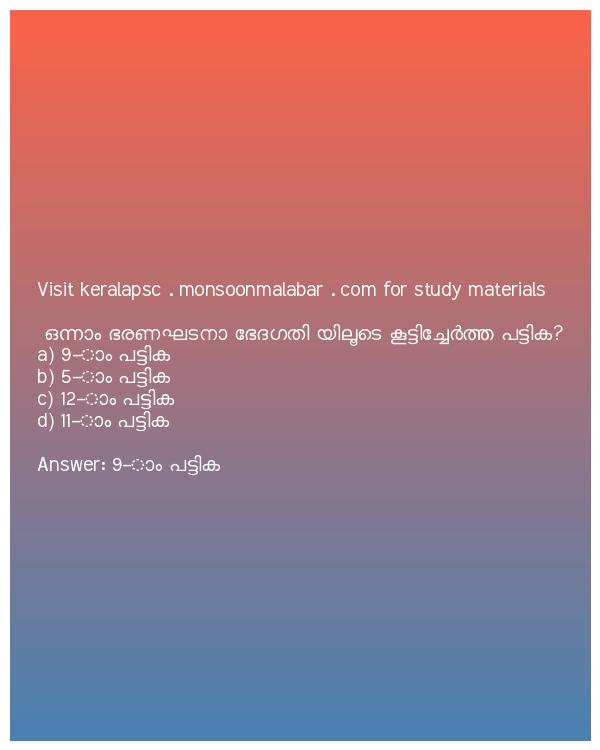 Visit keralapsc . monsoonmalabar . com for study materials
ഒന്നാം ഭരണഘടനാ ഭേദഗതി യിലൂടെ കൂട്ടിച്ചേർത്ത പട്ടിക?
a) 9-ാം പട്ടിക
b) 5-ാം പട്ടിക
c) 12-ാം പട്ടിക
d) 11-ാം പട്ടിക
Answer: 9-ാം പട്ടിക